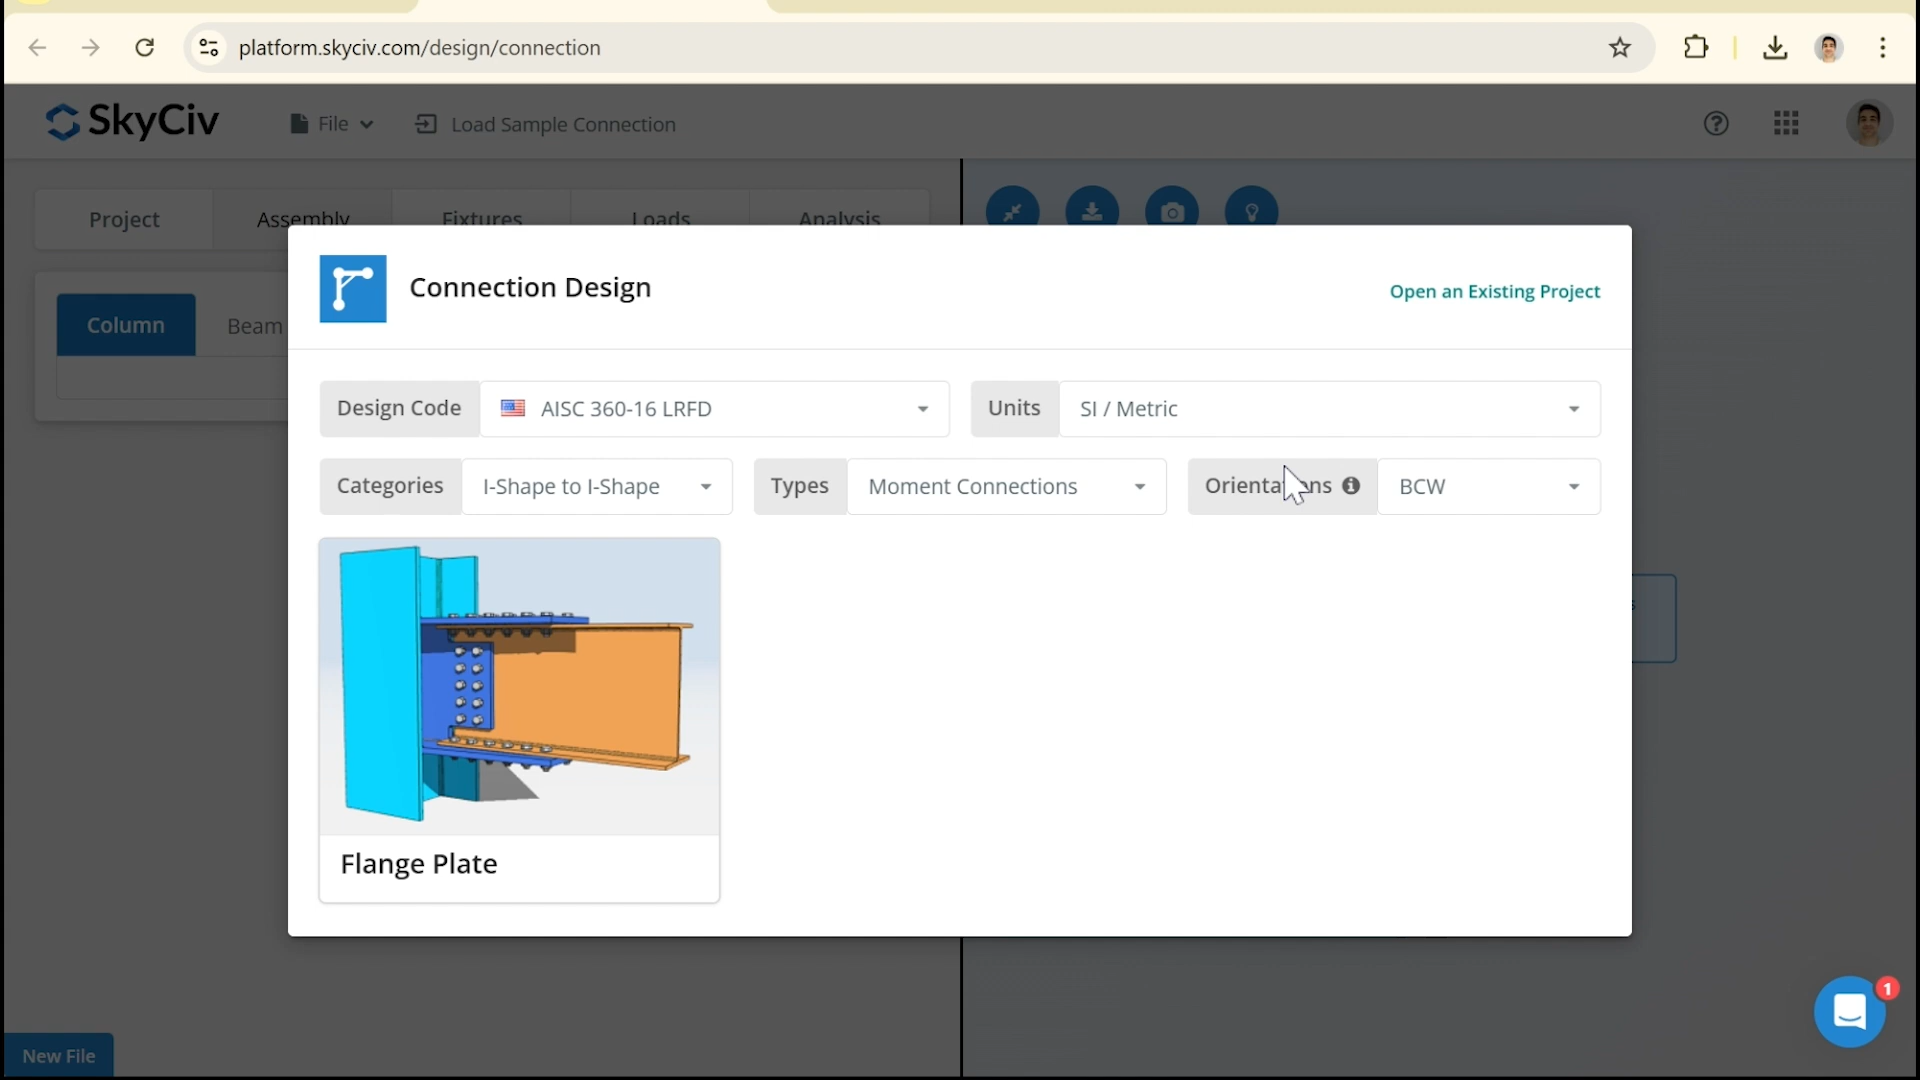 platform.skyciv.com/design/connection
SkyCiv
File
Load Sample Connection
Project
Assembly
Fixtures
Loads
Analysis
Column
Beam
Connection Design
Open an Existing Project
Design Code
AISC 360-16 LRFD
Units
SI / Metric
Categories
I-Shape to I-Shape
Types
Moment Connections
Orientations
BCW
Flange Plate
1
New File